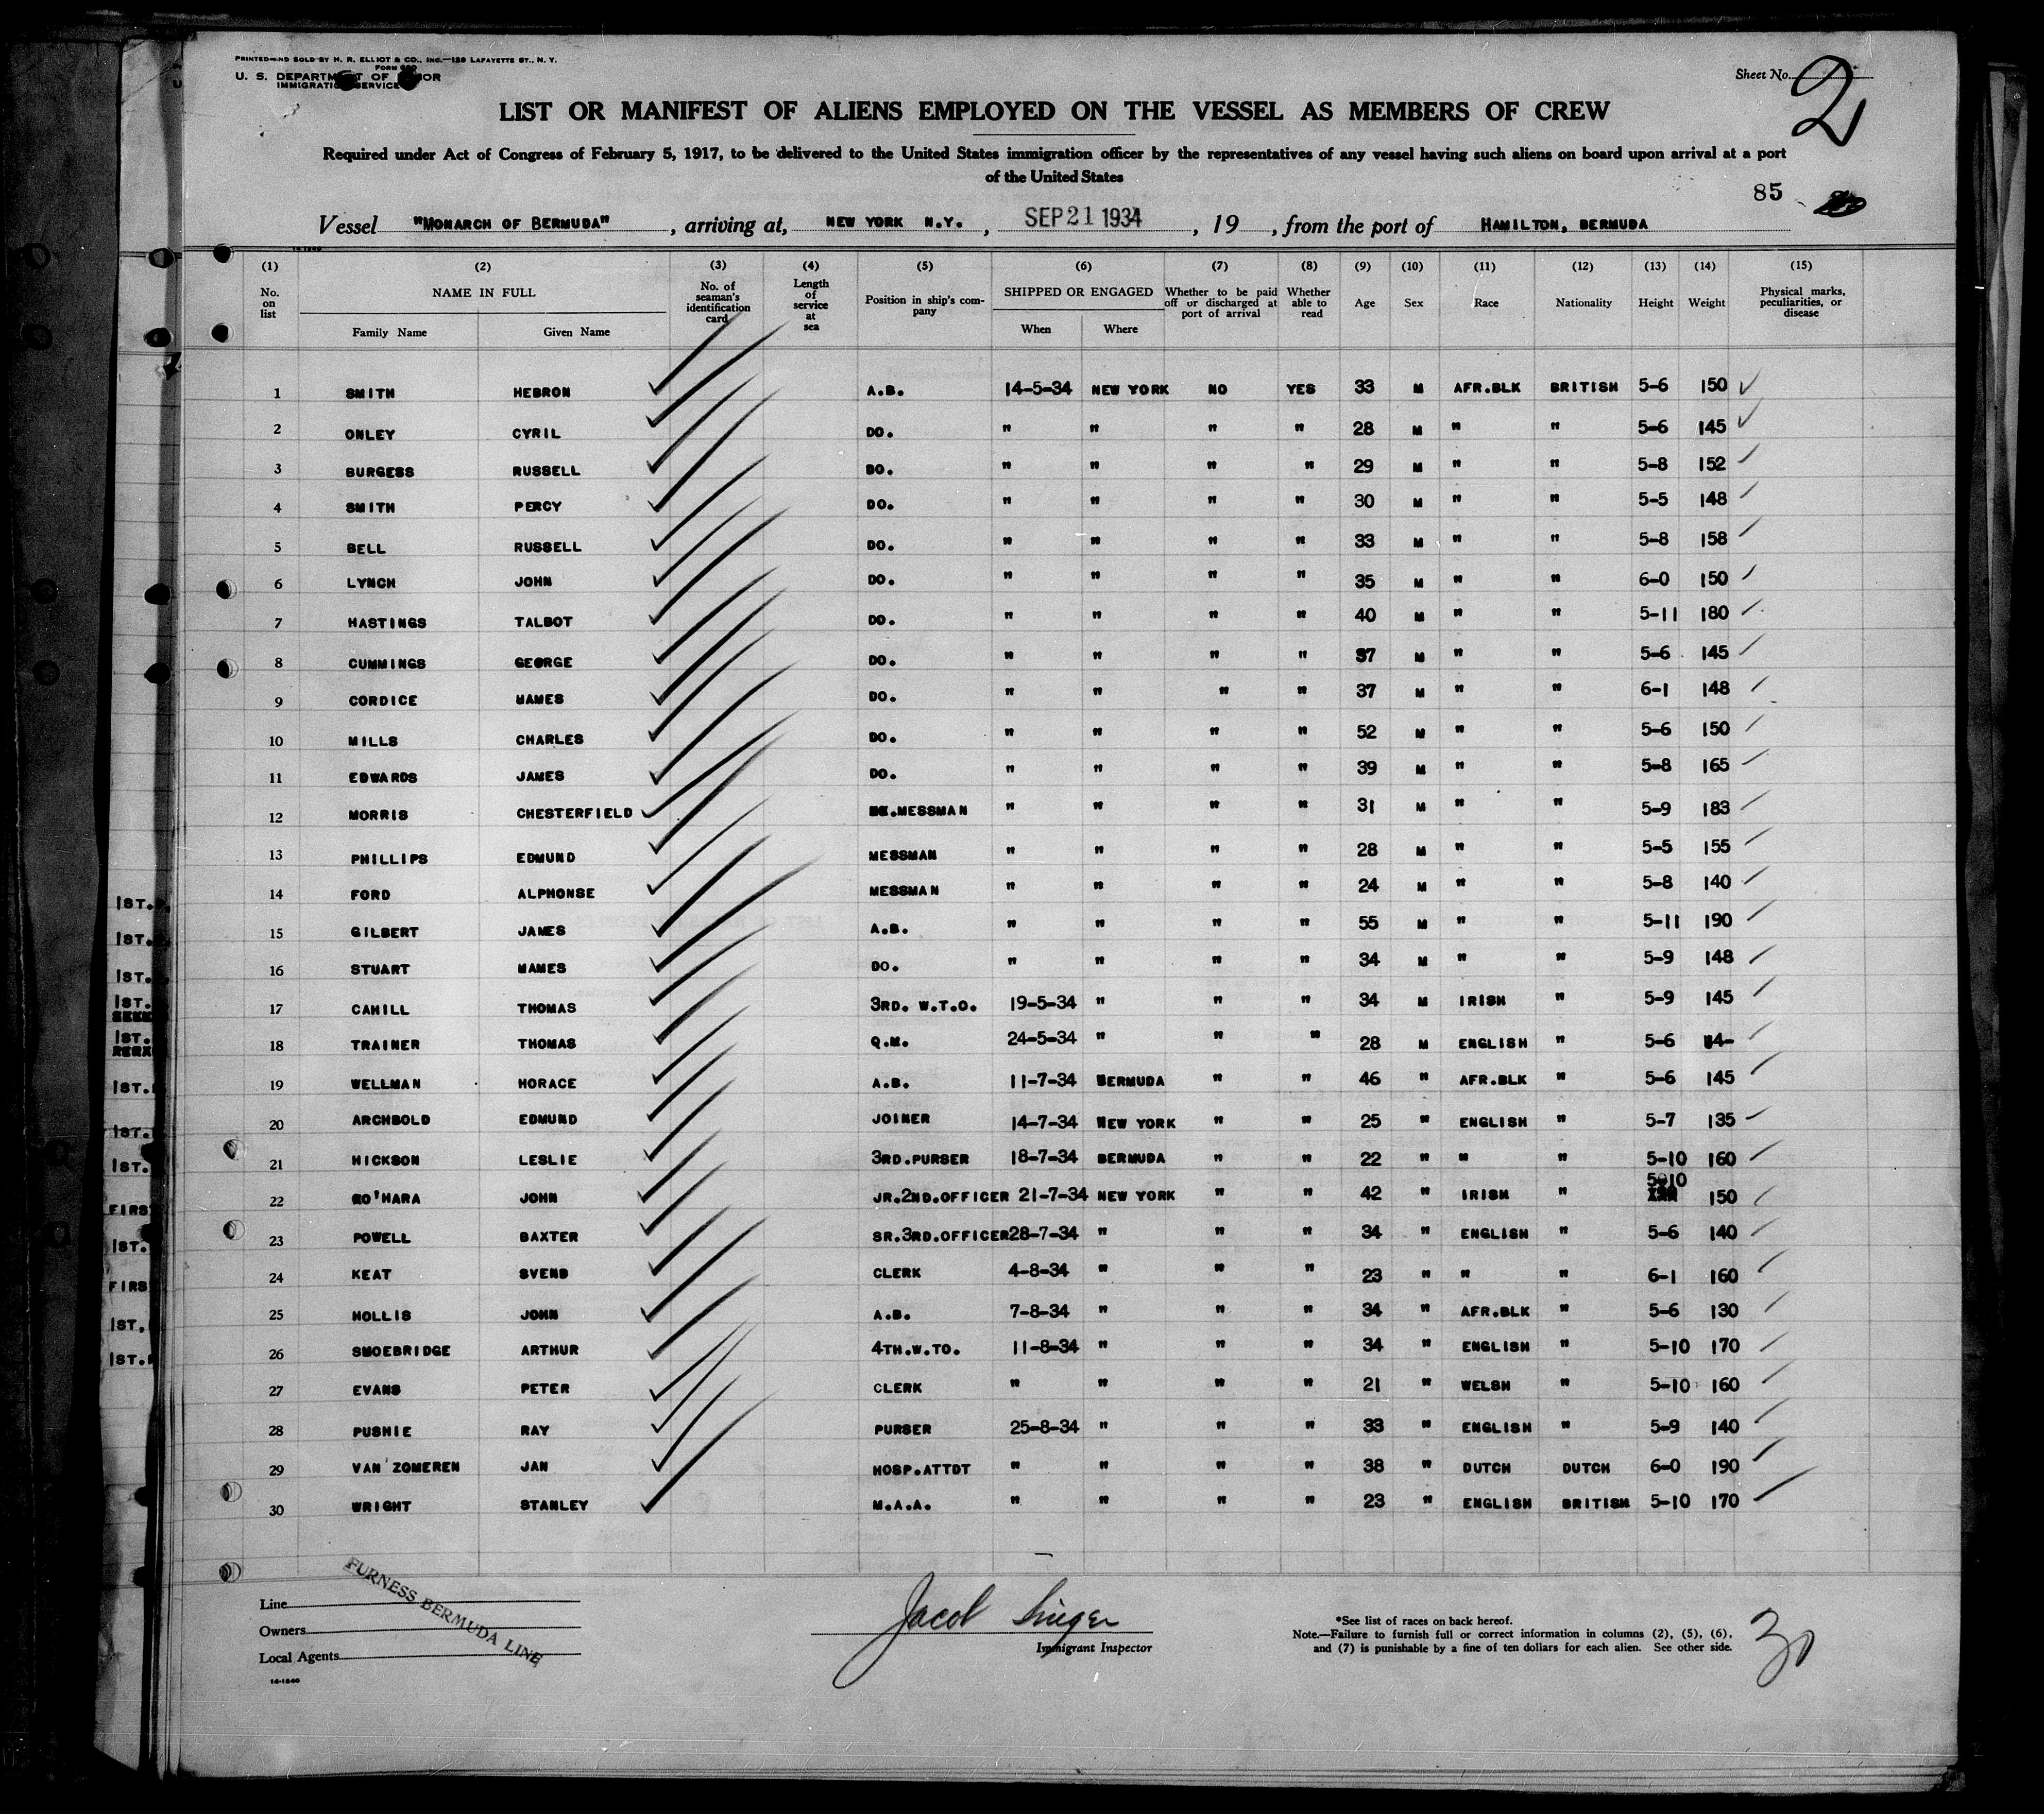 PRINTED AND SOLD BY H. R. ELLIOT & CO., INC.—129 LAFAYETTE ST., N. Y.
FORM 680
U. S. DEPARTMENT OF LABOR
IMMIGRATION SERVICE
Sheet No. 2
LIST OR MANIFEST OF ALIENS EMPLOYED ON THE VESSEL AS MEMBERS OF CREW
Required under Act of Congress of February 5, 1917, to be delivered to the United States immigration officer by the representatives of any vessel having such aliens on board upon arrival at a port
of the United States
85
Vessel "MONARCH OF BERMUDA", arriving at, NEW YORK N.Y., SEP 21 1934, 19 , from the port of HAMILTON, BERMUDA
14-1240
(1) (2) (3) (4) (5) (6) (7) (8) (9) (10) (11) (12) (13) (14) (15)
No. on list NAME IN FULL Family Name Given Name No. of seaman's identification card Length of service at sea Position in ship's company SHIPPED OR ENGAGED When Where Whether to be paid off or discharged at port of arrival Whether able to read Age Sex Race Nationality Height Weight Physical marks, peculiarities, or disease
1 SMITH HEBRON A.B. 14-5-34 NEW YORK NO YES 33 M AFR.BLK BRITISH 5-6 150
2 ONLEY CYRIL DO. " " " " 28 M " " 5-6 145
3 BURGESS RUSSELL DO. " " " " 29 M " " 5-8 152
4 SMITH PERCY DO. " " " " 30 M " " 5-5 148
5 BELL RUSSELL DO. " " " " 33 M " " 5-8 158
6 LYNCH JOHN DO. " " " " 35 M " " 6-0 150
7 HASTINGS TALBOT DO. " " " " 40 M " " 5-11 180
8 CUMMINGS GEORGE DO. " " " " 37 M " " 5-6 145
9 CORDICE MAMES DO. " " " " 37 M " " 6-1 148
10 MILLS CHARLES DO. " " " " 52 M " " 5-6 150
11 EDWARDS JAMES DO. " " " " 39 M " " 5-8 165
12 MORRIS CHESTERFIELD MESSMAN " " " " 31 M " " 5-9 183
13 PHILLIPS EDMUND MESSMAN " " " " 28 M " " 5-5 155
14 FORD ALPHONSE MESSMAN " " " " 24 M " " 5-8 140
15 GILBERT JAMES A.B. " " " " 55 M " " 5-11 190
16 STUART MAMES DO. " " " " 34 M " " 5-9 148
17 CAHILL THOMAS 3RD. W.T.O. 19-5-34 " " " 34 M IRISH " 5-9 145
18 TRAINER THOMAS Q.M. 24-5-34 " " " 28 M ENGLISH " 5-6
19 WELLMAN HORACE A.B. 11-7-34 BERMUDA " " 46 " AFR.BLK " 5-6 145
20 ARCHBOLD EDMUND JOINER 14-7-34 NEW YORK " " 25 " ENGLISH " 5-7 135
21 HICKSON LESLIE 3RD.PURSER 18-7-34 BERMUDA " " 22 " " " 5-10 160
22 O'HARA JOHN JR.2ND.OFFICER 21-7-34 NEW YORK " " 42 " IRISH " 5-10 150
23 POWELL BAXTER SR.3RD.OFFICER 28-7-34 " " " 34 " ENGLISH " 5-6 140
24 KEAT SVEND CLERK 4-8-34 " " " 23 " " " 6-1 160
25 HOLLIS JOHN A.B. 7-8-34 " " " 34 " AFR.BLK " 5-6 130
26 SHOEBRIDGE ARTHUR 4TH.W.TO. 11-8-34 " " " 34 " ENGLISH " 5-10 170
27 EVANS PETER CLERK " " " " 21 " WELSH " 5-10 160
28 PUSHIE RAY PURSER 25-8-34 " " " 33 " ENGLISH " 5-9 140
29 VAN ZOMEREN JAN HOSP.ATTDT " " " " 38 " DUTCH DUTCH 6-0 190
30 WRIGHT STANLEY M.A.A. " " " " 23 " ENGLISH BRITISH 5-10 170
Line
Owners
Local Agents
FURNESS BERMUDA LINE
14-1240
Jacob Singer
Immigrant Inspector
*See list of races on back hereof.
Note.—Failure to furnish full or correct information in columns (2), (5), (6),
and (7) is punishable by a fine of ten dollars for each alien. See other side.
30